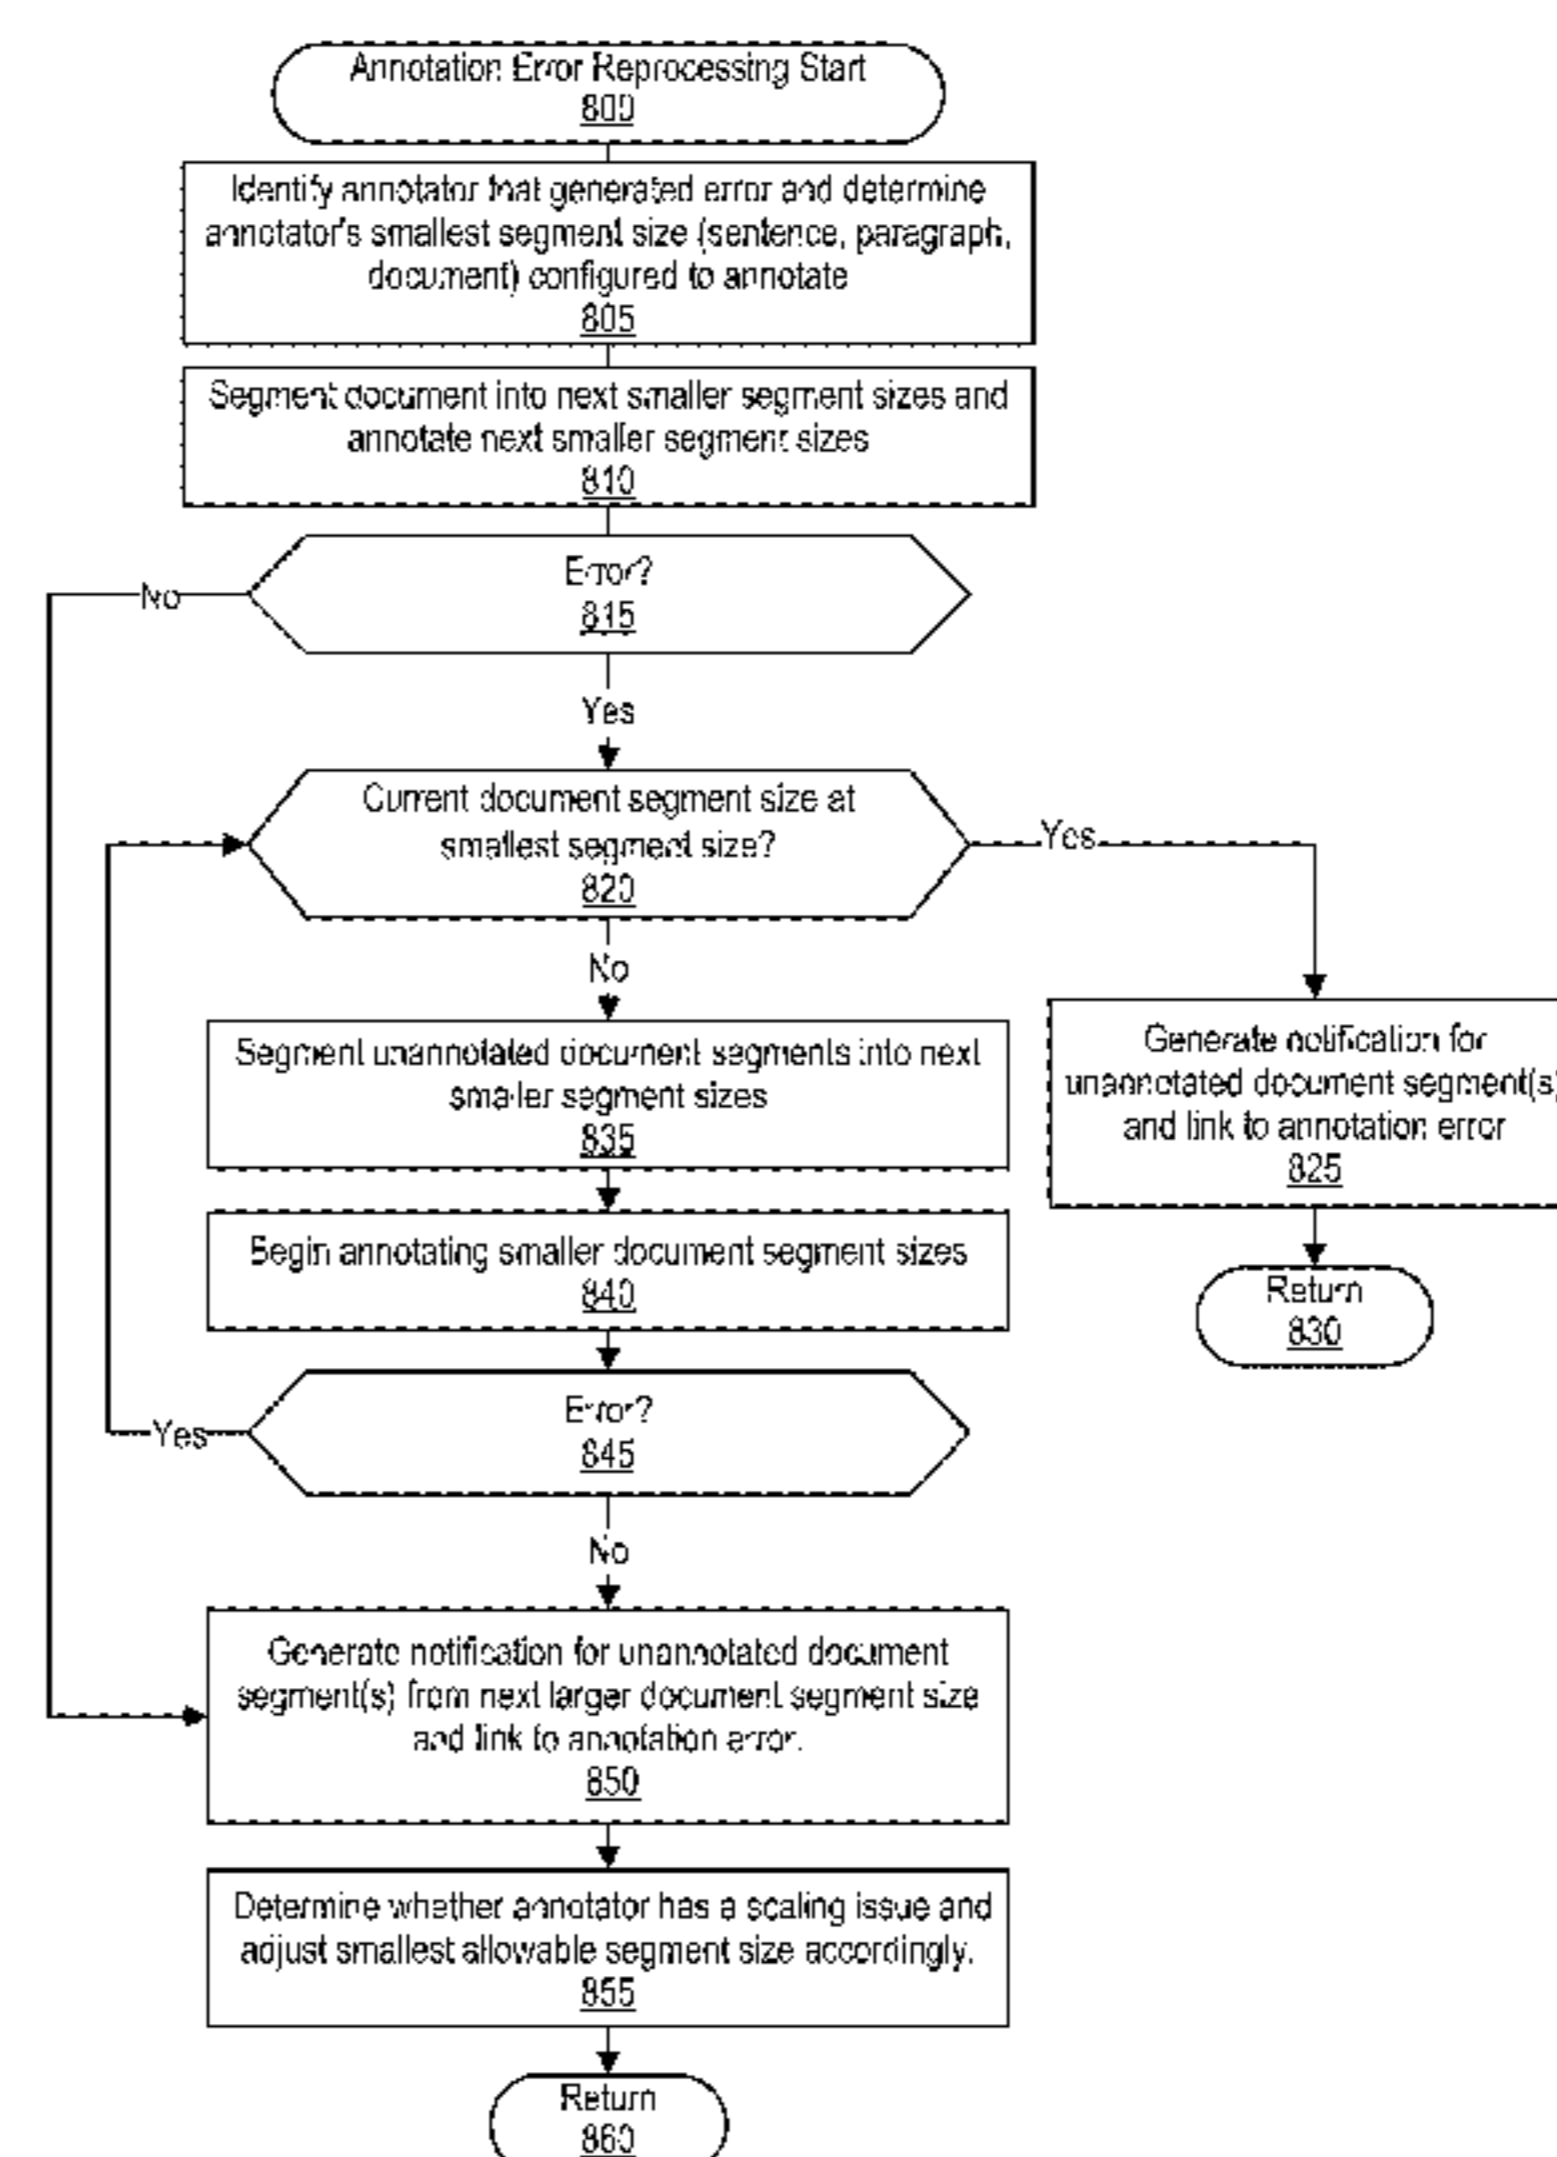 Annotation Error Reprocessing Start
800
Identify annotator that generated error and determine
annotator's smallest segment size (sentence, paragraph,
document) configured to annotate
805
Segment document into next smaller segment sizes and
annotate next smaller segment sizes
810
Error?
815
No
Yes
Current document segment size at
smallest segment size?
820
Yes
No
Segment unannotated document segments into next
smaller segment sizes
835
Generate notification for
unannotated document segment(s)
and link to annotation error
825
Begin annotating smaller document segment sizes
840
Return
830
Error?
845
Yes
No
Generate notification for unannotated document
segment(s) from next larger document segment size
and link to annotation error.
850
Determine whether annotator has a scaling issue and
adjust smallest allowable segment size accordingly.
855
Return
860